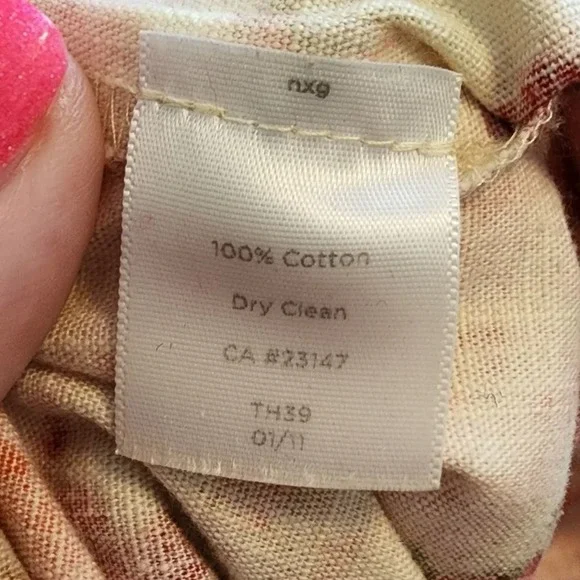 nxg
100% Cotton
Dry Clean
CA #23147
TH39
01/11